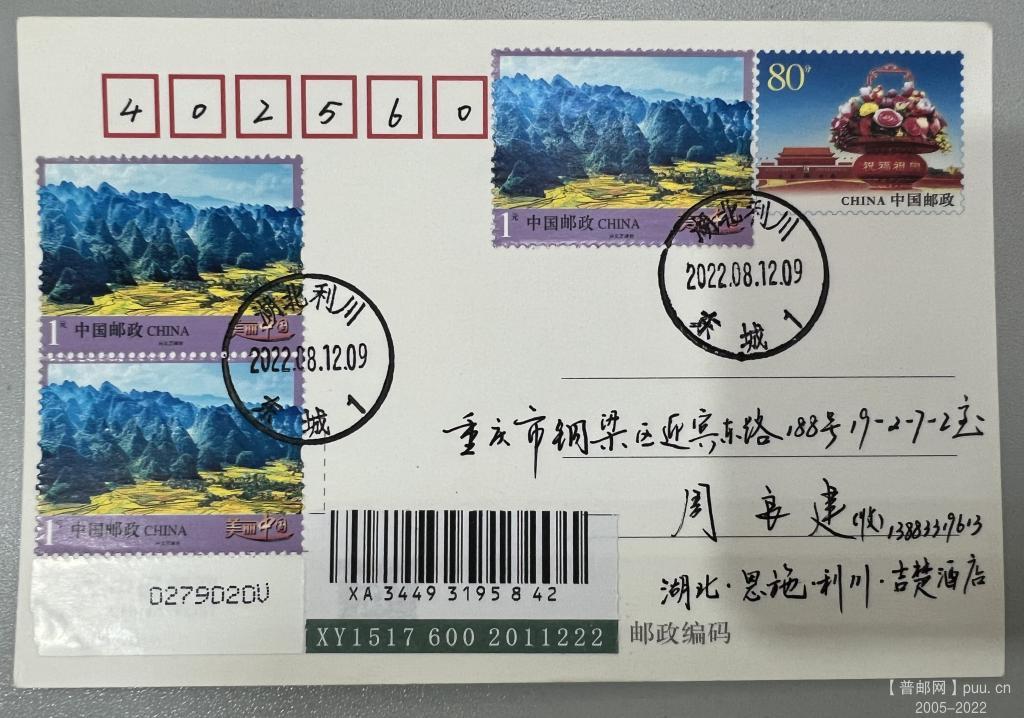 402560
80分
祝福祖国
CHINA 中国邮政
1元 中国邮政 CHINA
湖北利川
2022.08.12.09
东城 1
1元 中国邮政 CHINA 美丽中国
湖北利川
2022.08.12.09
东城 1
1元 中国邮政 CHINA 美丽中国
重庆市铜梁区迎宾东路188号19-2-7-2室
周良建(收)
湖北·恩施·利川·吉楚酒店
0279020V
XA 3449 3195 8 42
XY1517 600 2011222
邮政编码
【普邮网】puu.cn
2005-2022